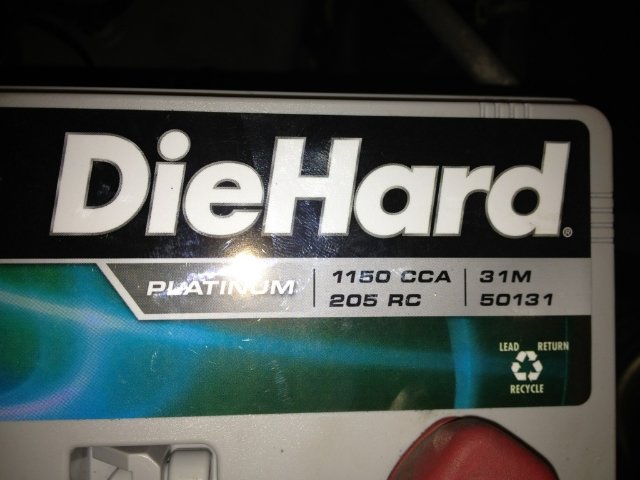 DieHard®
PLATINUM 1150 CCA 31M
205 RC 50131
LEAD RETURN
RECYCLE